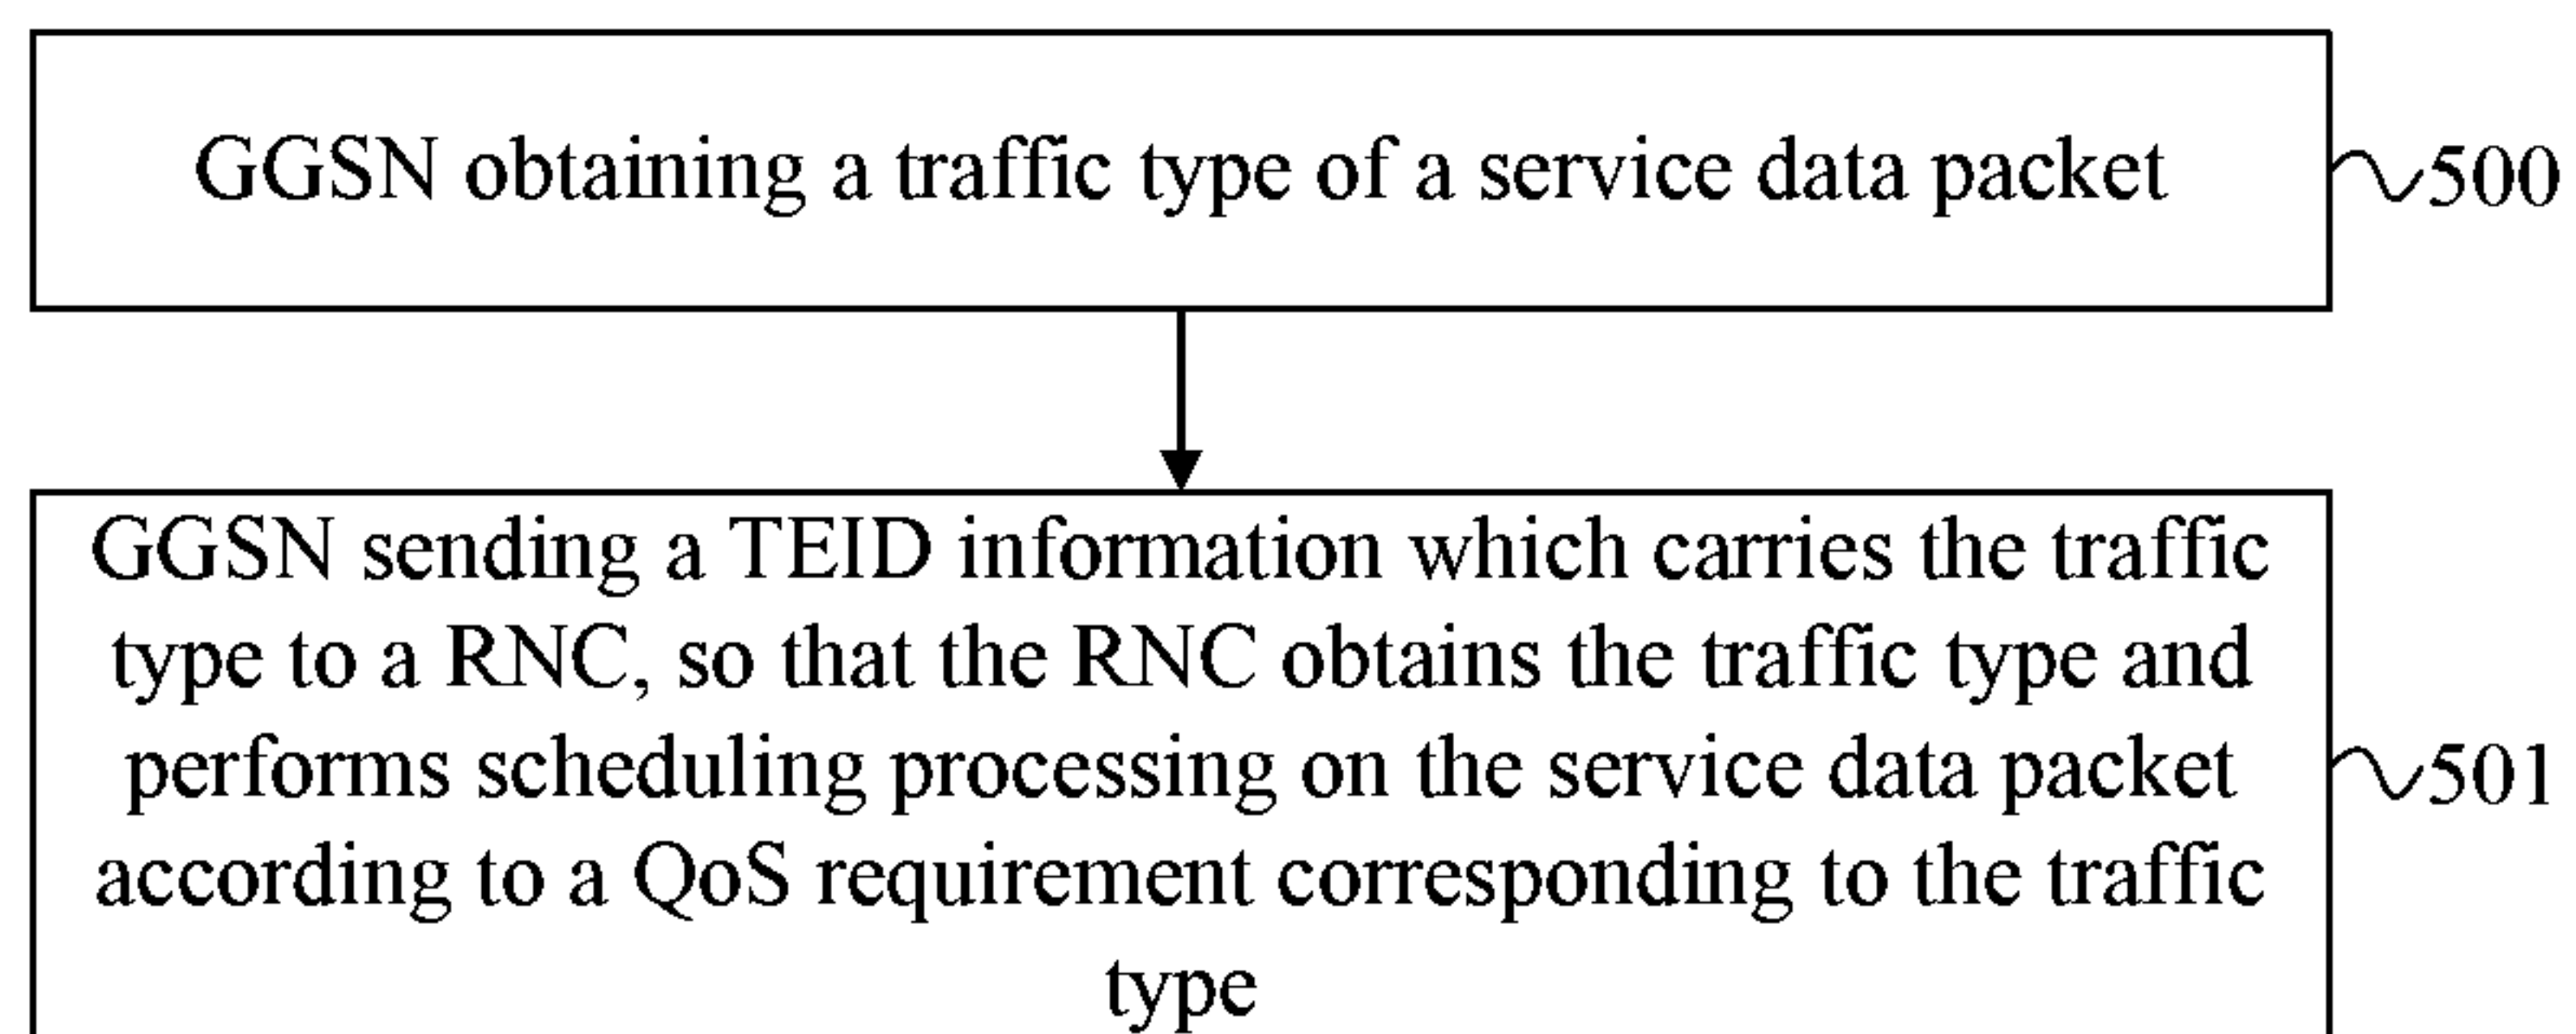 GGSN obtaining a traffic type of a service data packet
500
GGSN sending a TEID information which carries the traffic
type to a RNC, so that the RNC obtains the traffic type and
performs scheduling processing on the service data packet
501
according to a QoS requirement corresponding to the traffic
type